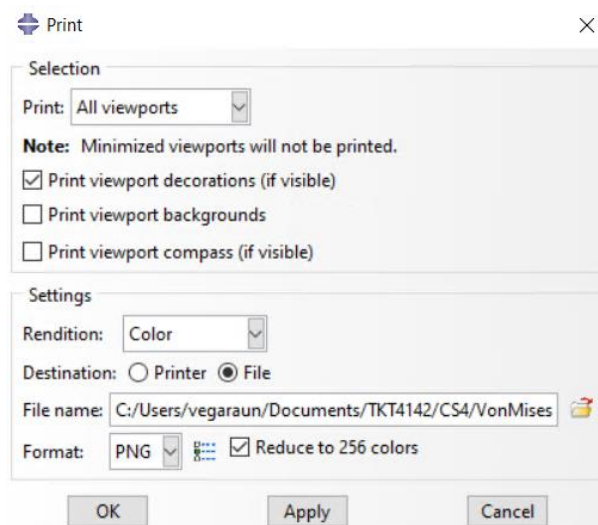 Print
Selection
Print: All viewports
Note: Minimized viewports will not be printed.
Print viewport decorations (if visible)
Print viewport backgrounds
Print viewport compass (if visible)
Settings
Rendition: Color
Destination: Printer File
File name: C:/Users/vegaraun/Documents/TKT4142/CS4/VonMises
Format: PNG Reduce to 256 colors
OK Apply Cancel